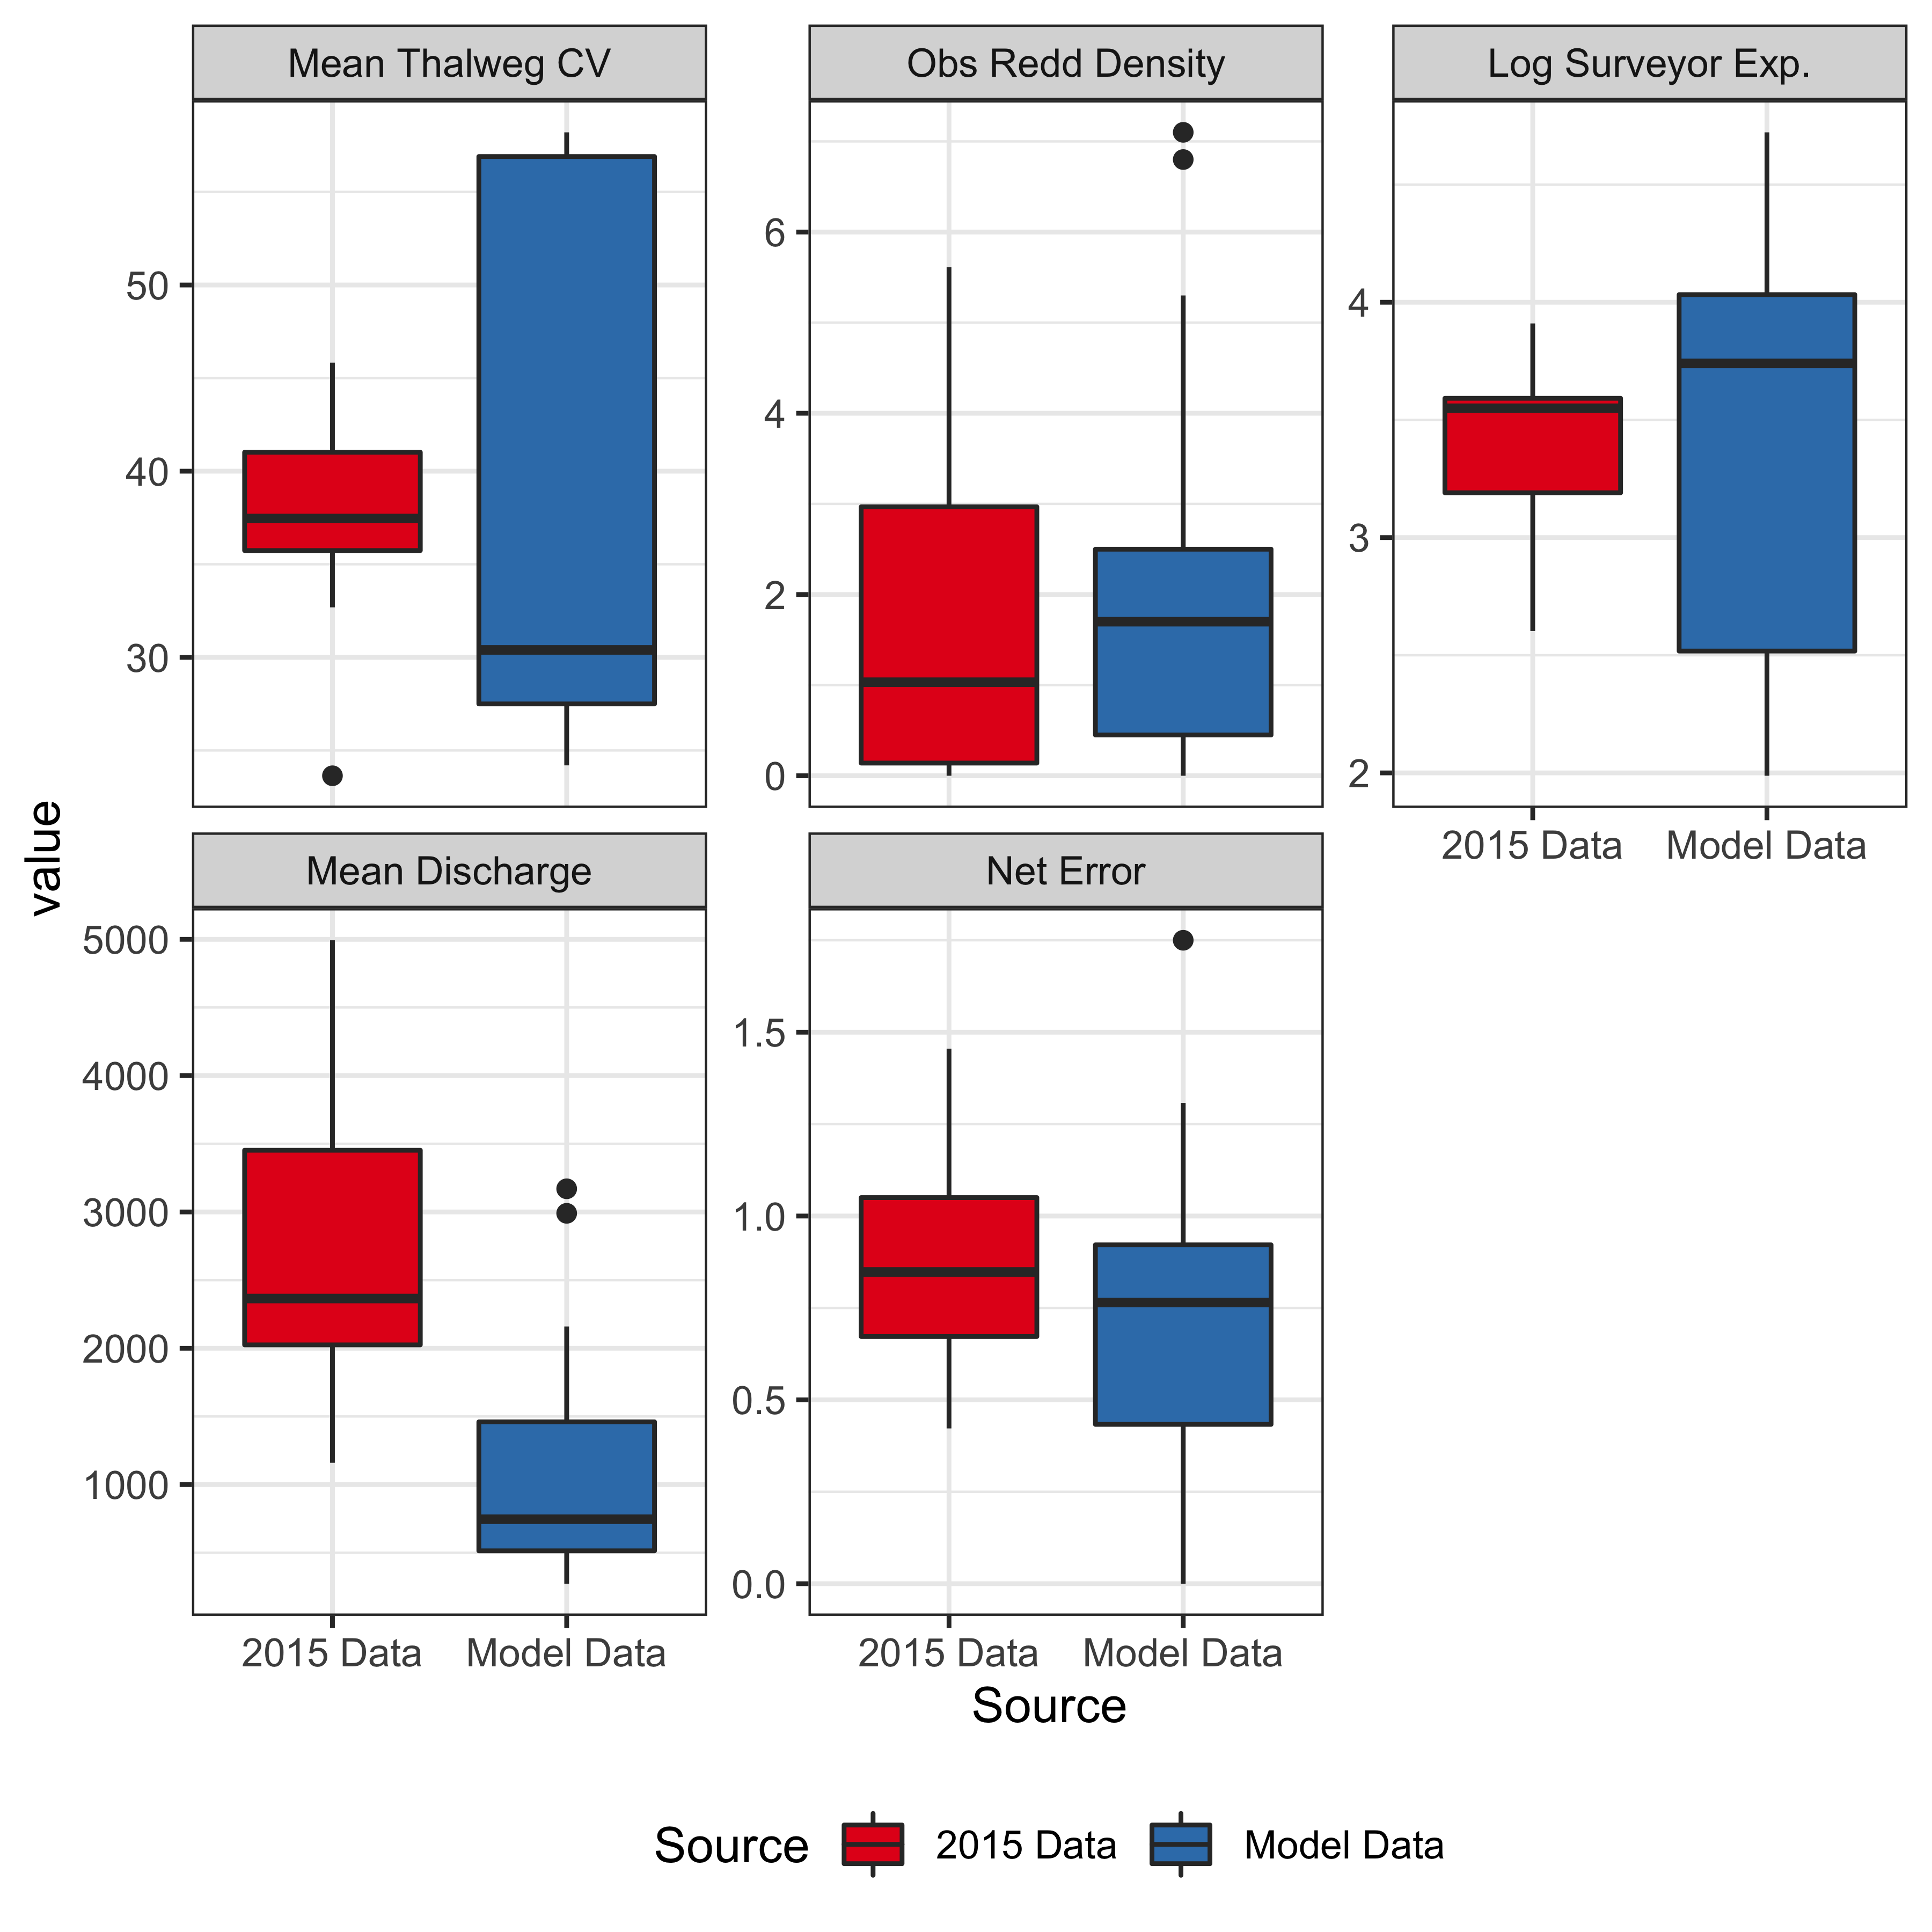 Mean Thalweg CV
Obs Redd Density
Log Surveyor Exp.
50
40
30
6
4
2
0
4
3
2
2015 Data Model Data
value
Mean Discharge
Net Error
5000
4000
3000
2000
1000
1.5
1.0
0.5
0.0
2015 Data Model Data
2015 Data Model Data
Source
Source 2015 Data Model Data